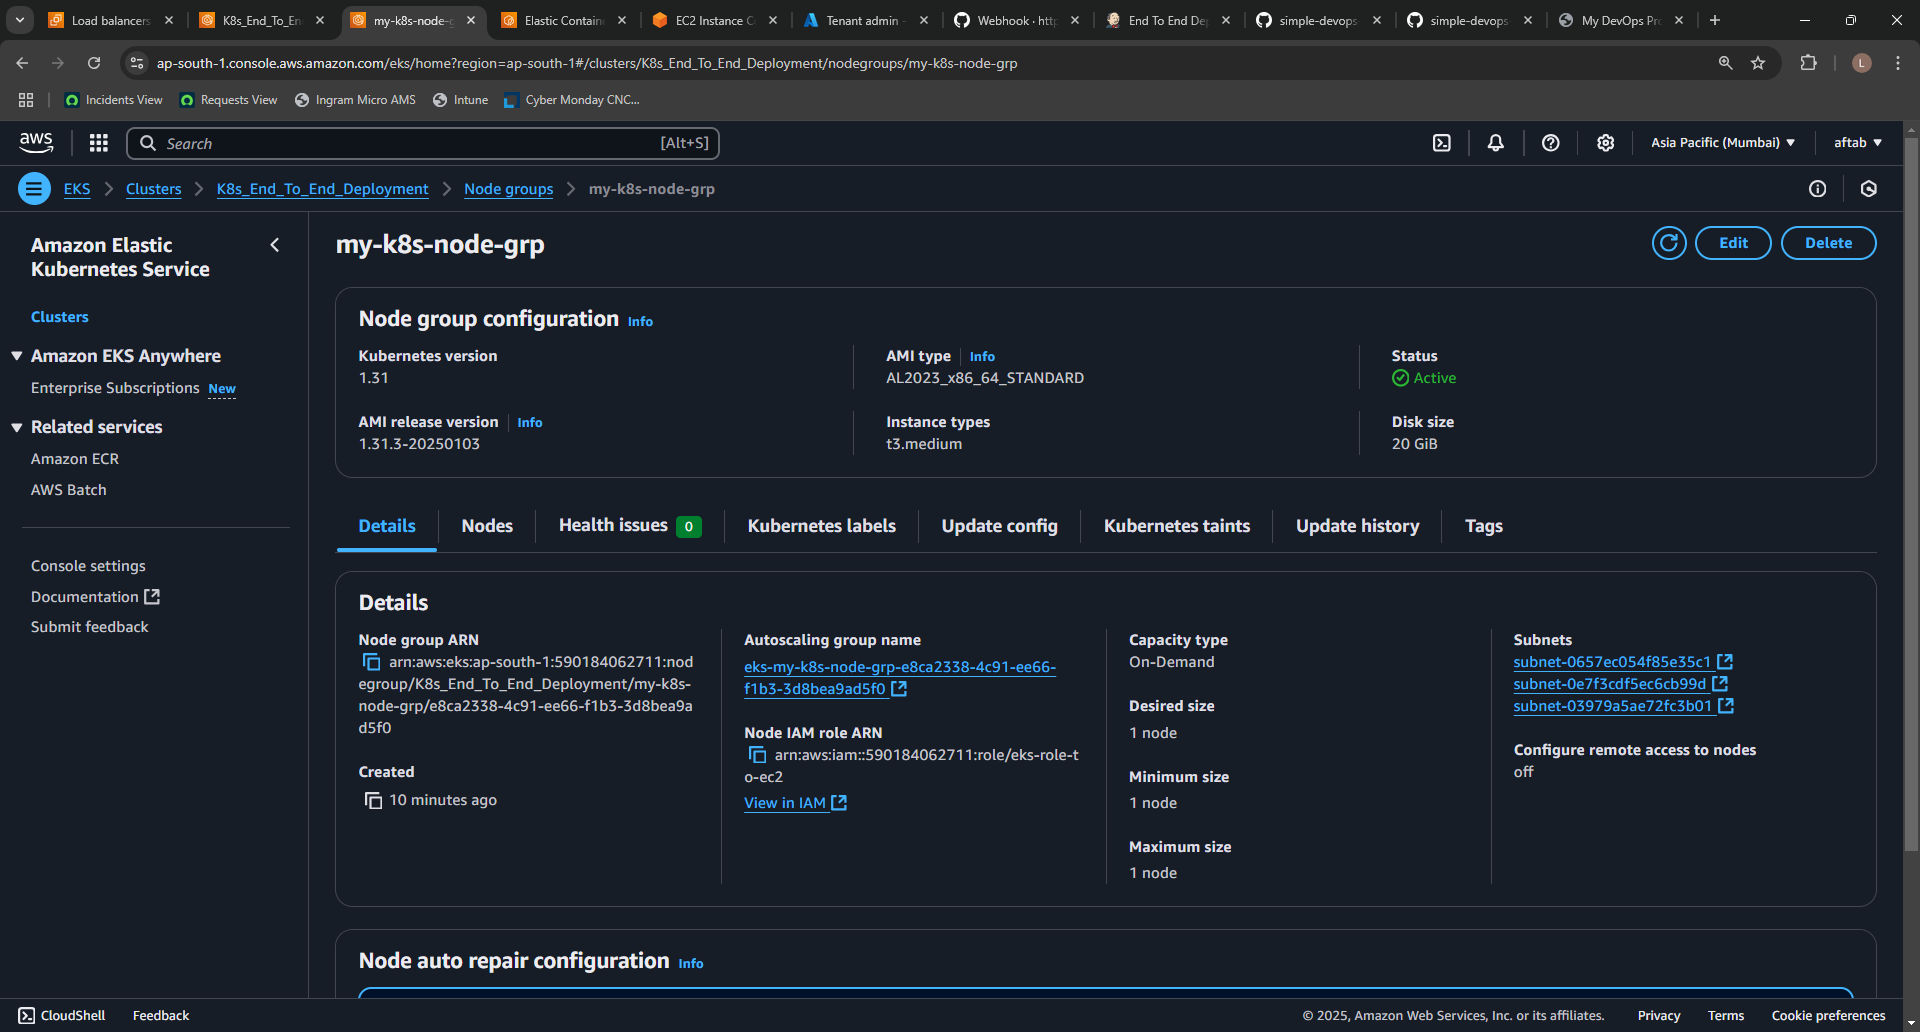 Load balancers
K8s_End_To_En
my-k8s-node-g
Elastic Contain
EC2 Instance C
Tenant admin -
Webhook · http
End To End De
simple-devops
simple-devops
My DevOps Pr
ap-south-1.console.aws.amazon.com/eks/home?region=ap-south-1#/clusters/K8s_End_To_End_Deployment/nodegroups/my-k8s-node-grp
L
Incidents View
Requests View
Ingram Micro AMS
Intune
Cyber Monday CNC...
aws
Search
[Alt+S]
Asia Pacific (Mumbai)
aftab
EKS
Clusters
K8s_End_To_End_Deployment
Node groups
my-k8s-node-grp
Amazon Elastic
Kubernetes Service
Clusters
Amazon EKS Anywhere
Enterprise Subscriptions New
Related services
Amazon ECR
AWS Batch
Console settings
Documentation
Submit feedback
my-k8s-node-grp
Edit
Delete
Node group configuration Info
Kubernetes version
1.31
AMI type Info
AL2023_x86_64_STANDARD
Status
Active
AMI release version Info
1.31.3-20250103
Instance types
t3.medium
Disk size
20 GiB
Details
Nodes
Health issues 0
Kubernetes labels
Update config
Kubernetes taints
Update history
Tags
Details
Node group ARN
arn:aws:eks:ap-south-1:590184062711:nod
egroup/K8s_End_To_End_Deployment/my-k8s-
node-grp/e8ca2338-4c91-ee66-f1b3-3d8bea9a
d5f0
Created
10 minutes ago
Autoscaling group name
eks-my-k8s-node-grp-e8ca2338-4c91-ee66-
f1b3-3d8bea9ad5f0
Node IAM role ARN
arn:aws:iam::590184062711:role/eks-role-t
o-ec2
View in IAM
Capacity type
On-Demand
Desired size
1 node
Minimum size
1 node
Maximum size
1 node
Subnets
subnet-0657ec054f85e35c1
subnet-0e7f3cdf5ec6cb99d
subnet-03979a5ae72fc3b01
Configure remote access to nodes
off
Node auto repair configuration Info
CloudShell
Feedback
© 2025, Amazon Web Services, Inc. or its affiliates.
Privacy
Terms
Cookie preferences